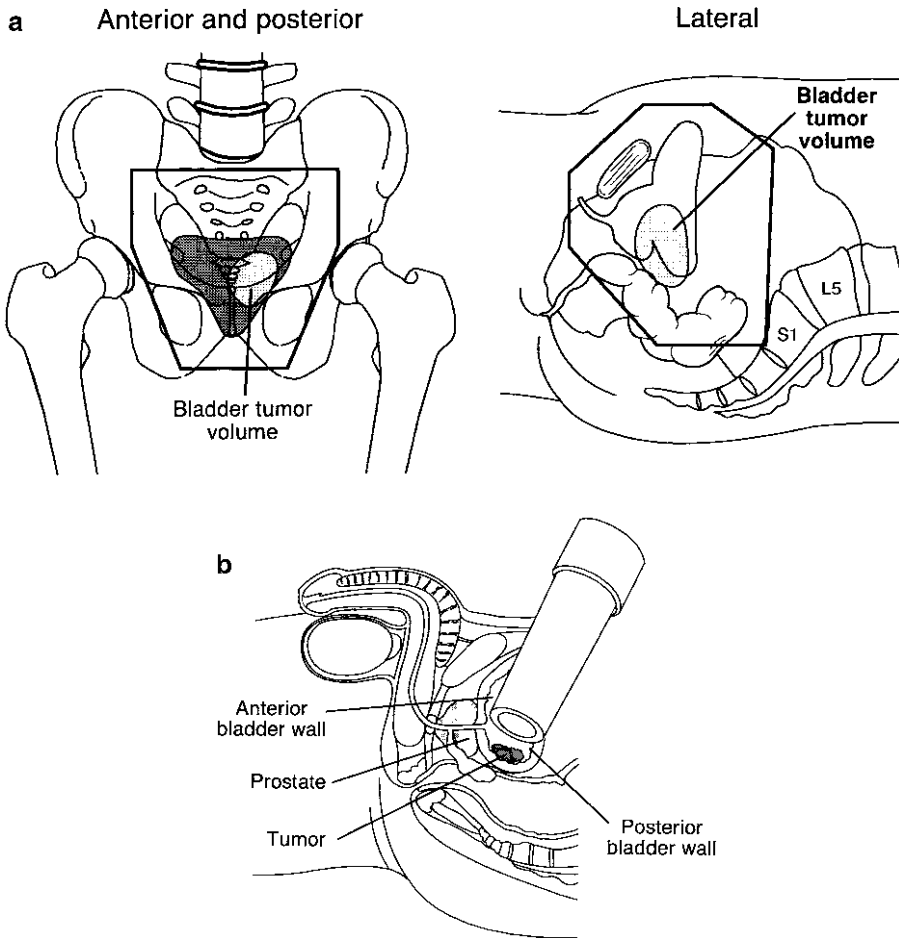 a
Anterior and posterior
Lateral
Bladder
tumor
volume
L5
S1
Bladder tumor
volume
b
Anterior
bladder wall
Prostate
Tumor
Posterior
bladder wall